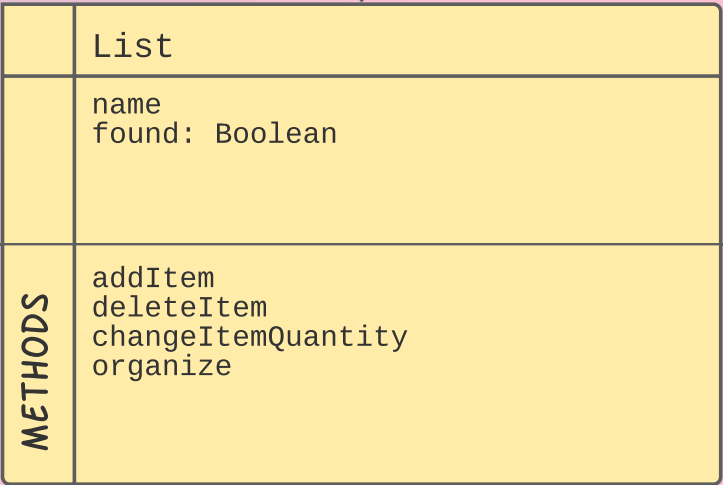 List
name
found: Boolean
METHODS
addItem
deleteItem
changeItemQuantity
organize